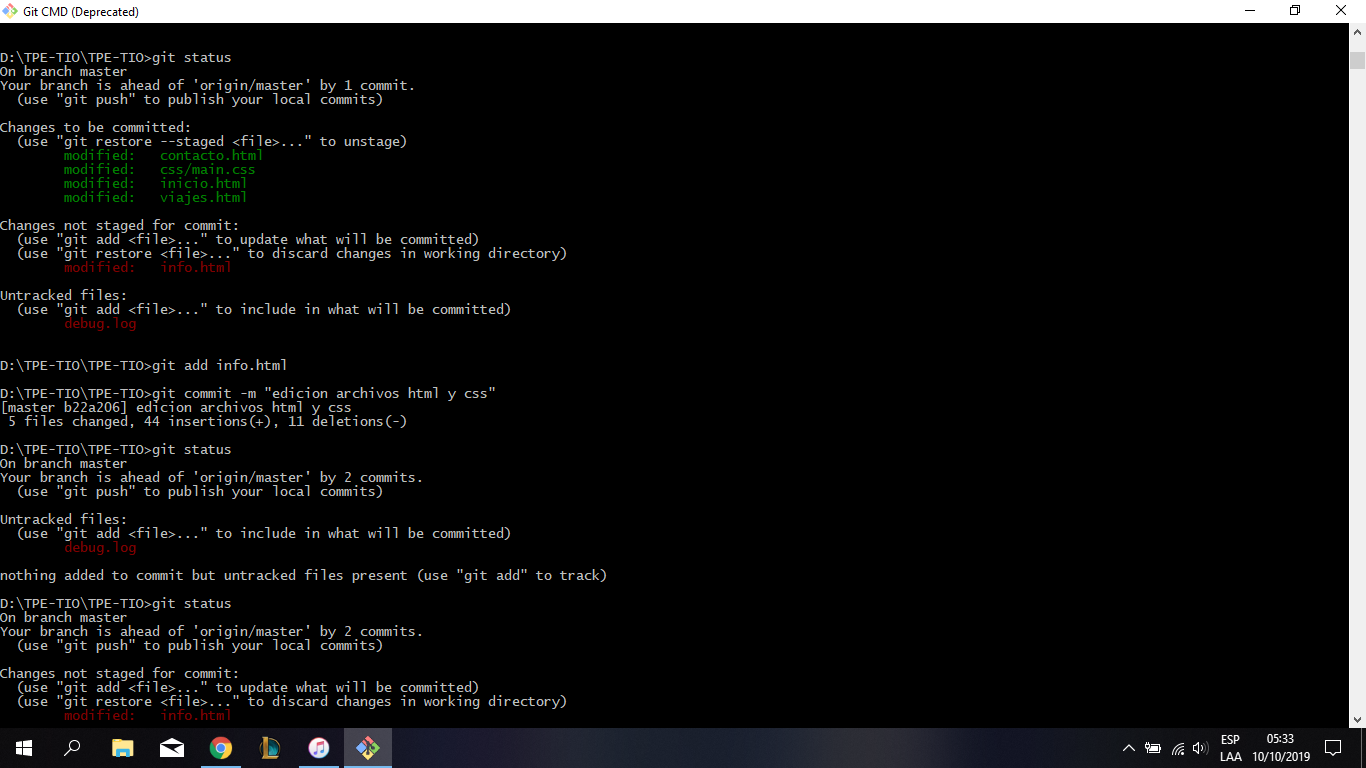 Git CMD (Deprecated)
D:\TPE-TIO\TPE-TIO>git status
On branch master
Your branch is ahead of 'origin/master' by 1 commit.
  (use "git push" to publish your local commits)
Changes to be committed:
  (use "git restore --staged <file>..." to unstage)
        modified:   contacto.html
        modified:   css/main.css
        modified:   inicio.html
        modified:   viajes.html
Changes not staged for commit:
  (use "git add <file>..." to update what will be committed)
  (use "git restore <file>..." to discard changes in working directory)
        modified:   info.html
Untracked files:
  (use "git add <file>..." to include in what will be committed)
        debug.log
D:\TPE-TIO\TPE-TIO>git add info.html
D:\TPE-TIO\TPE-TIO>git commit -m "edicion archivos html y css"
[master b22a206] edicion archivos html y css
 5 files changed, 44 insertions(+), 11 deletions(-)
D:\TPE-TIO\TPE-TIO>git status
On branch master
Your branch is ahead of 'origin/master' by 2 commits.
  (use "git push" to publish your local commits)
Untracked files:
  (use "git add <file>..." to include in what will be committed)
        debug.log
nothing added to commit but untracked files present (use "git add" to track)
D:\TPE-TIO\TPE-TIO>git status
On branch master
Your branch is ahead of 'origin/master' by 2 commits.
  (use "git push" to publish your local commits)
Changes not staged for commit:
  (use "git add <file>..." to update what will be committed)
  (use "git restore <file>..." to discard changes in working directory)
        modified:   info.html
ESP
LAA
05:33
10/10/2019